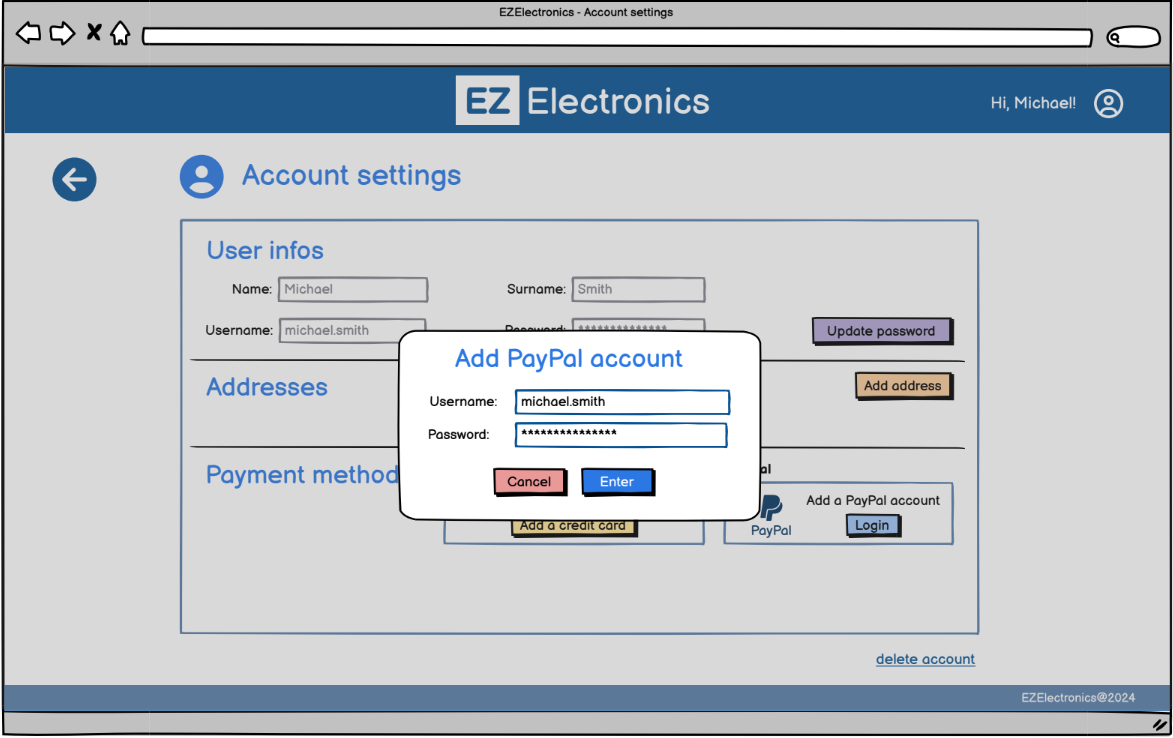 EZElectronics - Account settings
EZ Electronics
Hi, Michael!
Account settings
User infos
Name: Michael
Surname: Smith
Username: michael.smith
Password: **************
Update password
Add PayPal account
Username: michael.smith
Password: ***************
Cancel
Enter
Addresses
Add address
Payment method
al
Add a credit card
PayPal
Add a PayPal account
Login
delete account
EZElectronics@2024